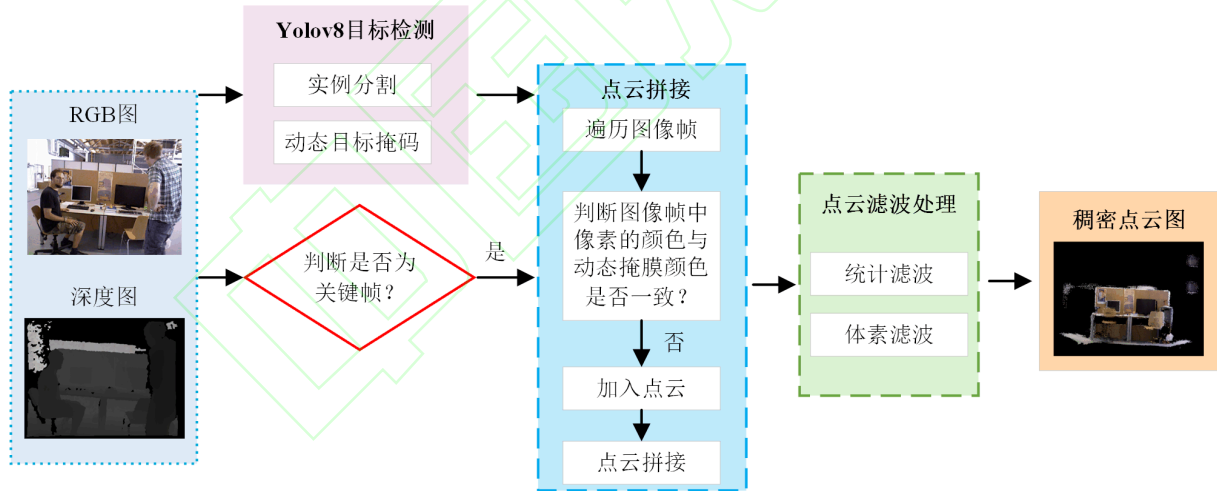 RGB图
深度图
Yolov8目标检测
实例分割
动态目标掩码
判断是否为
关键帧？
是
点云拼接
遍历图像帧
判断图像帧中
像素的颜色与
动态掩膜颜色
是否一致？
否
加入点云
点云拼接
点云滤波处理
统计滤波
体素滤波
稠密点云图